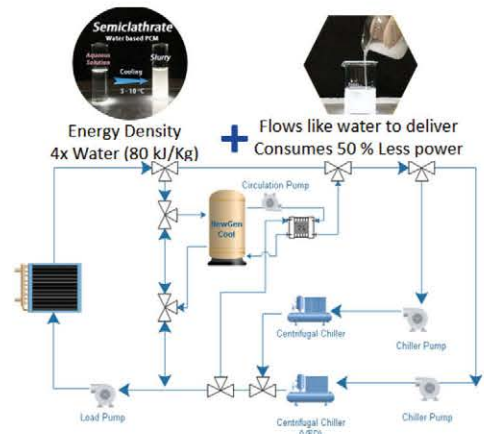 Semiclathrate
Water based PCM
Aqueous
Solution
Slurry
Cooling
5 - 10 °C
Energy Density
4x Water (80 kJ/Kg)
+
Flows like water to deliver
Consumes 50 % Less power
Circulation Pump
NewGen
Cool
Centrifugal Chiller
Chiller Pump
Load Pump
Centrifugal Chiller
Chiller Pump